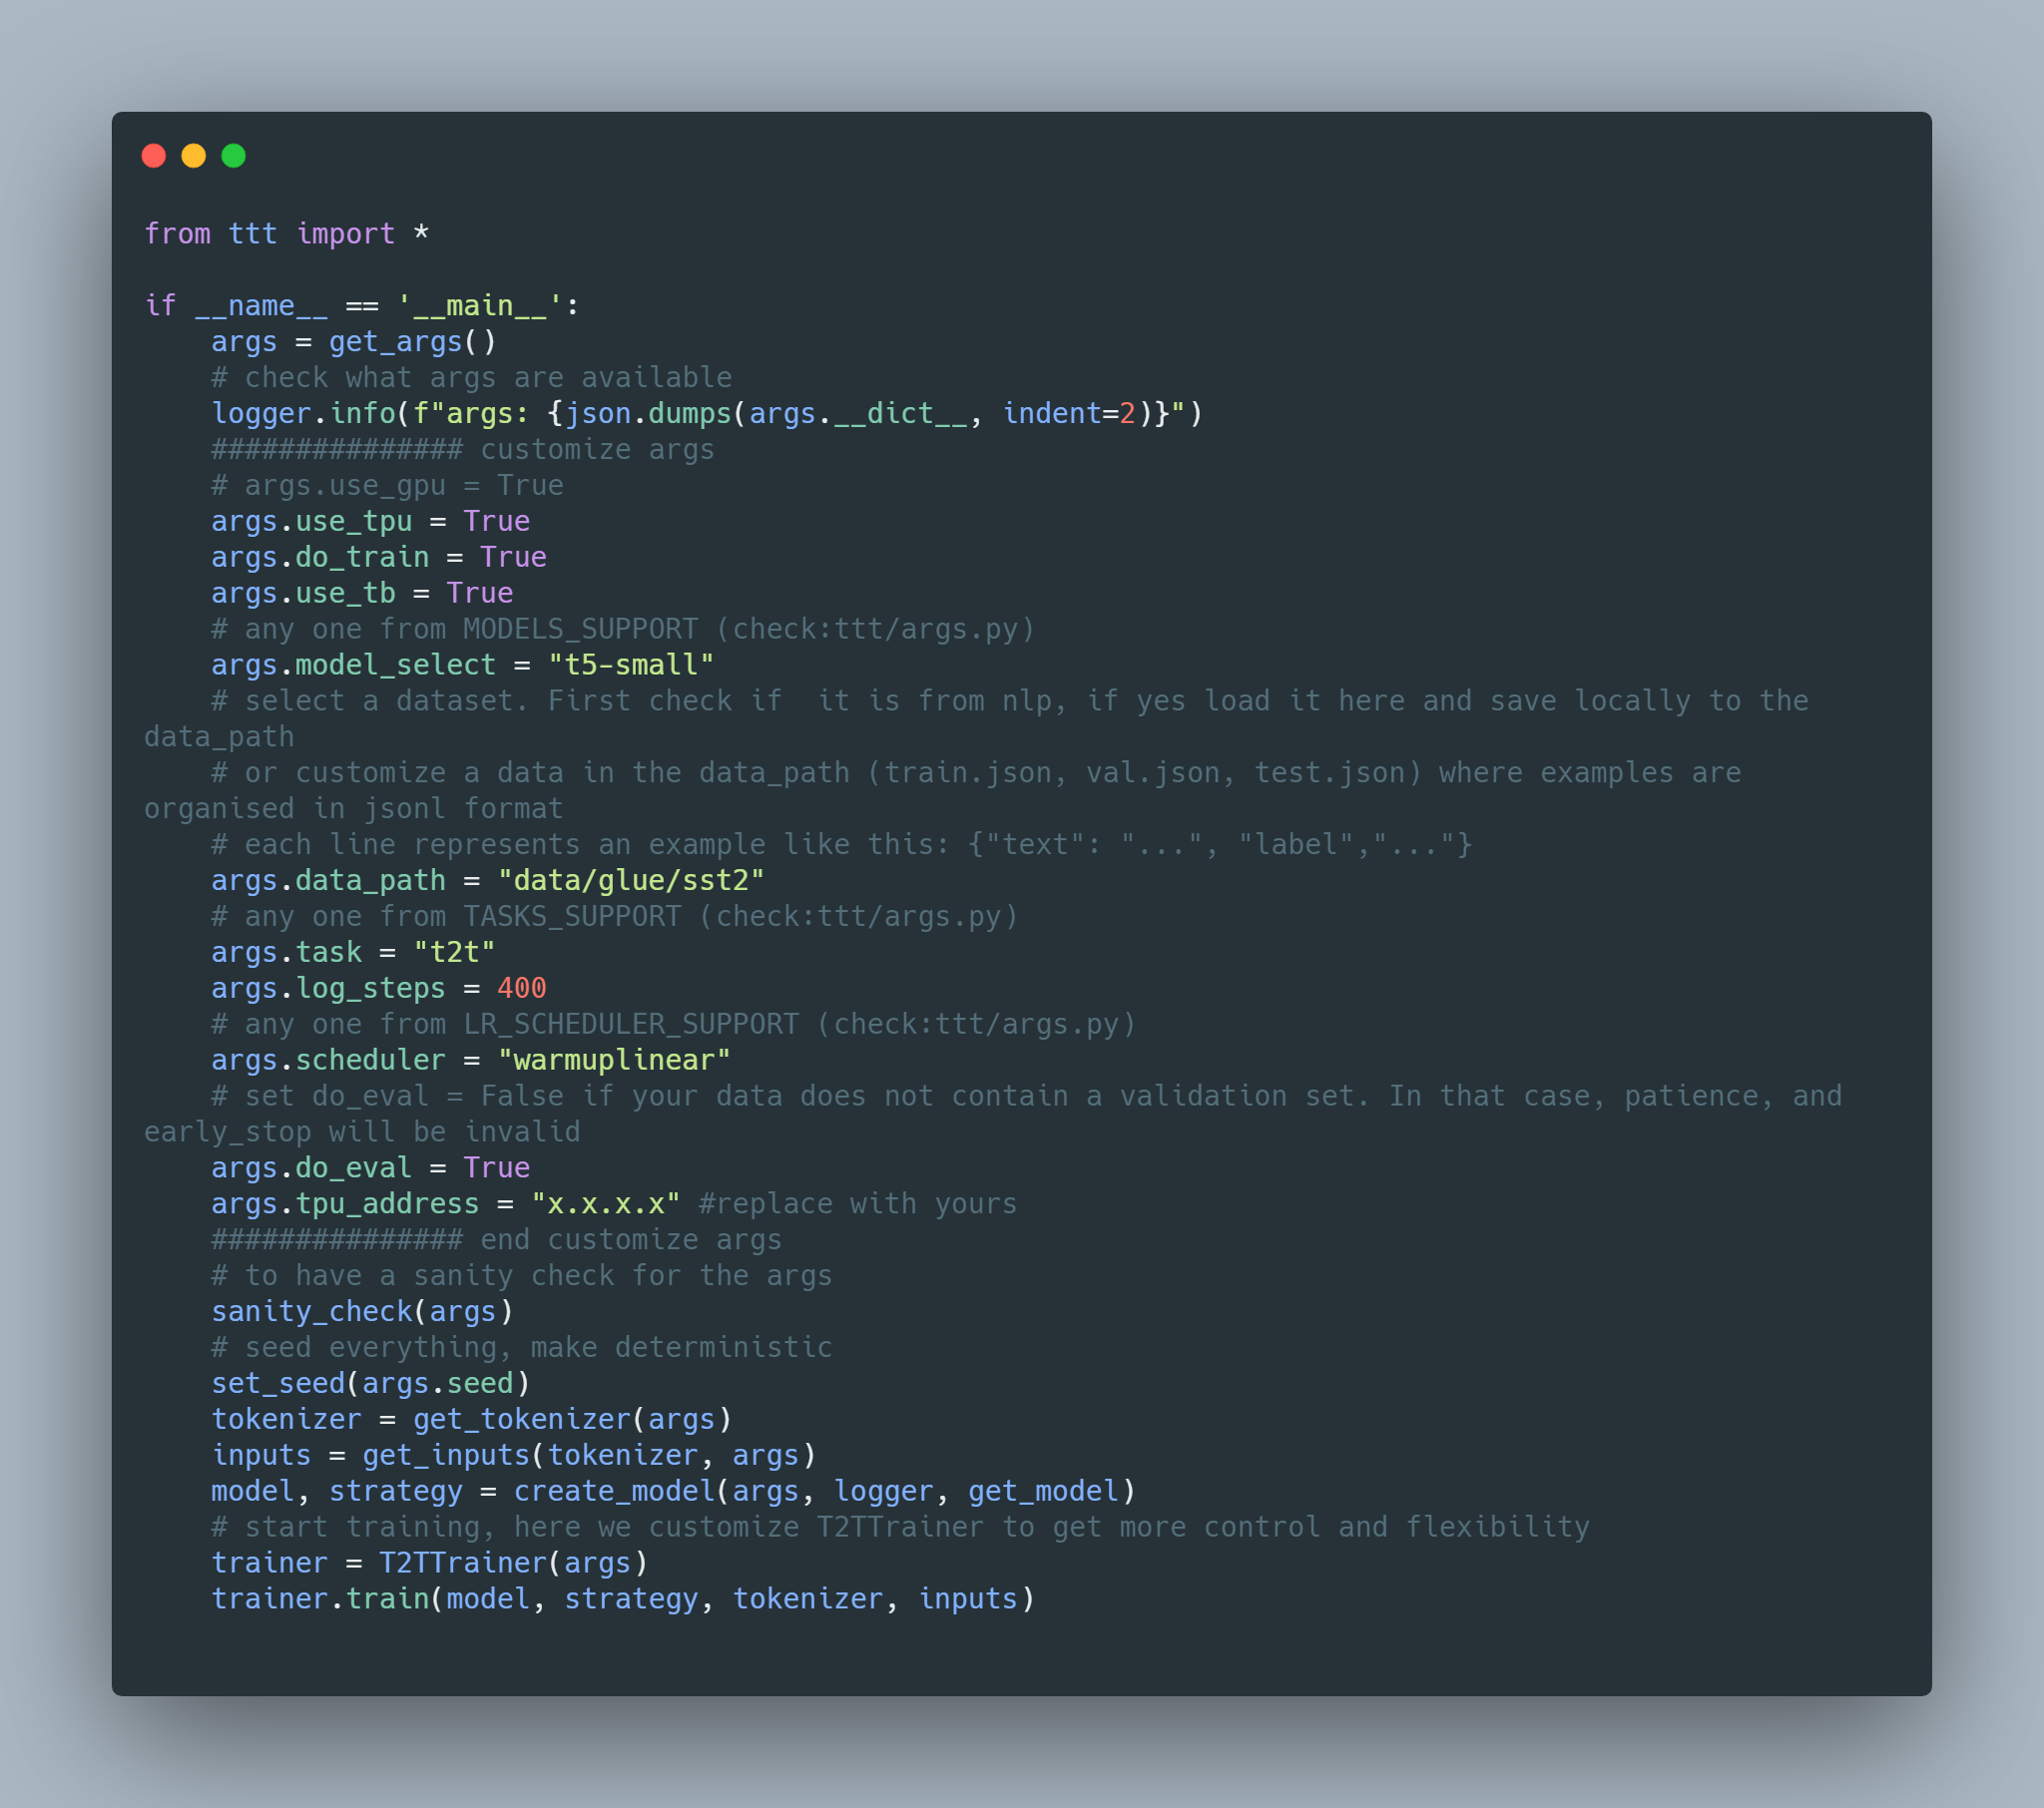 from ttt import *

if __name__ == '__main__':
    args = get_args()
    # check what args are available
    logger.info(f"args: {json.dumps(args.__dict__, indent=2)}")
    ############### customize args
    # args.use_gpu = True
    args.use_tpu = True
    args.do_train = True
    args.use_tb = True
    # any one from MODELS_SUPPORT (check:ttt/args.py)
    args.model_select = "t5-small"
    # select a dataset. First check if  it is from nlp, if yes load it here and save locally to the
data_path
    # or customize a data in the data_path (train.json, val.json, test.json) where examples are
organised in jsonl format
    # each line represents an example like this: {"text": "...", "label","..."}
    args.data_path = "data/glue/sst2"
    # any one from TASKS_SUPPORT (check:ttt/args.py)
    args.task = "t2t"
    args.log_steps = 400
    # any one from LR_SCHEDULER_SUPPORT (check:ttt/args.py)
    args.scheduler = "warmuplinear"
    # set do_eval = False if your data does not contain a validation set. In that case, patience, and
early_stop will be invalid
    args.do_eval = True
    args.tpu_address = "x.x.x.x" #replace with yours
    ############### end customize args
    # to have a sanity check for the args
    sanity_check(args)
    # seed everything, make deterministic
    set_seed(args.seed)
    tokenizer = get_tokenizer(args)
    inputs = get_inputs(tokenizer, args)
    model, strategy = create_model(args, logger, get_model)
    # start training, here we customize T2TTrainer to get more control and flexibility
    trainer = T2TTrainer(args)
    trainer.train(model, strategy, tokenizer, inputs)